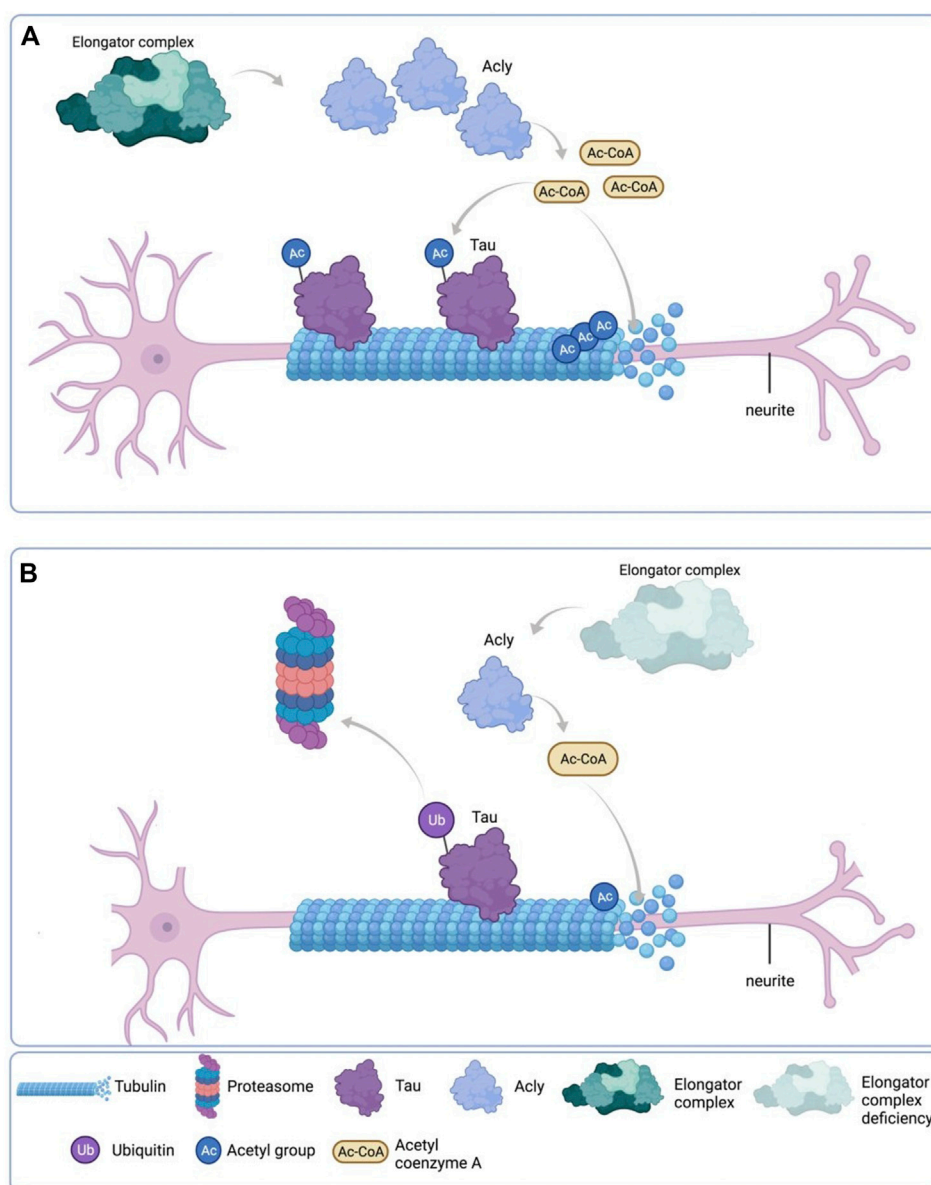 A
Elongator complex
Acly
Ac-CoA
Ac-CoA
Ac-CoA
Ac
Ac
Tau
Ac
Ac
Ac
neurite
B
Elongator complex
Acly
Ac-CoA
Ub
Tau
Ac
neurite
Tubulin
Proteasome
Tau
Acly
Elongator
complex
Elongator
complex
deficiency
Ub
Ubiquitin
Ac
Acetyl group
Ac-CoA
Acetyl
coenzyme A